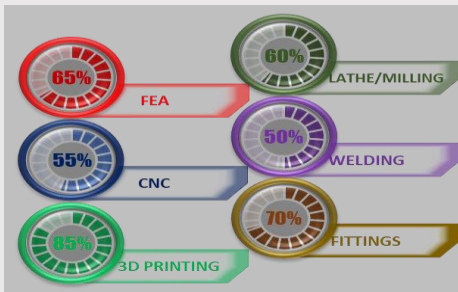 65%
FEA
60%
LATHE/MILLING
55%
CNC
50%
WELDING
85%
3D PRINTING
70%
FITTINGS